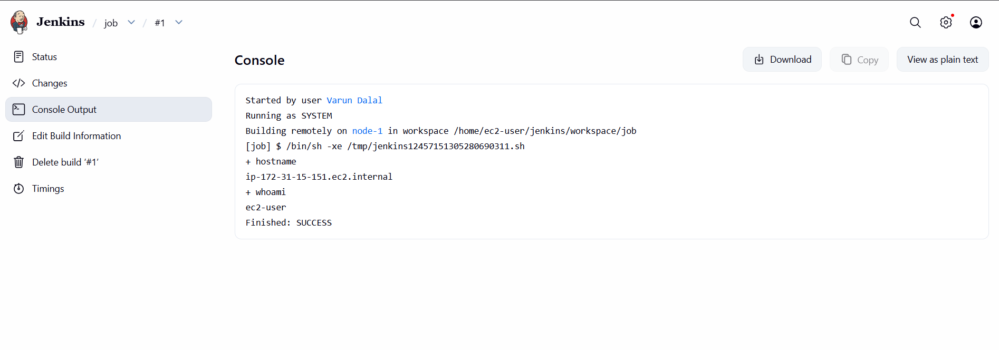 Jenkins / job / #1
Status
Changes
Console Output
Edit Build Information
Delete build ‘#1’
Timings
Console
Download
Copy
View as plain text
Started by user Varun Dalal
Running as SYSTEM
Building remotely on node-1 in workspace /home/ec2-user/jenkins/workspace/job
[job] $ /bin/sh -xe /tmp/jenkins12457151305280690311.sh
+ hostname
ip-172-31-15-151.ec2.internal
+ whoami
ec2-user
Finished: SUCCESS